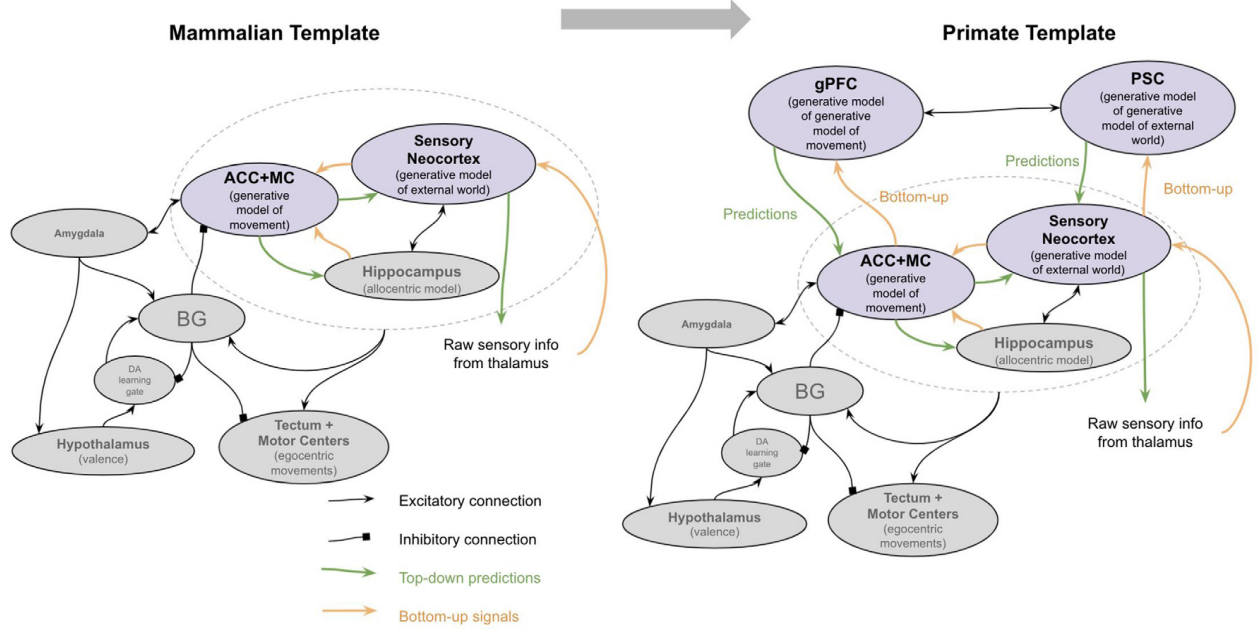 Mammalian Template
Sensory
Neocortex
(generative model
of external world)
ACC+MC
(generative
model of
movement)
Amygdala
Hippocampus
(allocentric model)
BG
DA
learning
gate
Raw sensory info
from thalamus
Hypothalamus
(valence)
Tectum +
Motor Centers
(egocentric
movements)
Excitatory connection
Inhibitory connection
Top-down predictions
Bottom-up signals
Primate Template
gPFC
(generative model
of generative
model of
movement)
PSC
(generative model
of generative
model of external
world)
Predictions
Bottom-up
Bottom-up
Predictions
Sensory
Neocortex
(generative model
of external world)
ACC+MC
(generative
model of
movement)
Amygdala
Hippocampus
(allocentric model)
BG
DA
learning
gate
Raw sensory info
from thalamus
Hypothalamus
(valence)
Tectum +
Motor Centers
(egocentric
movements)